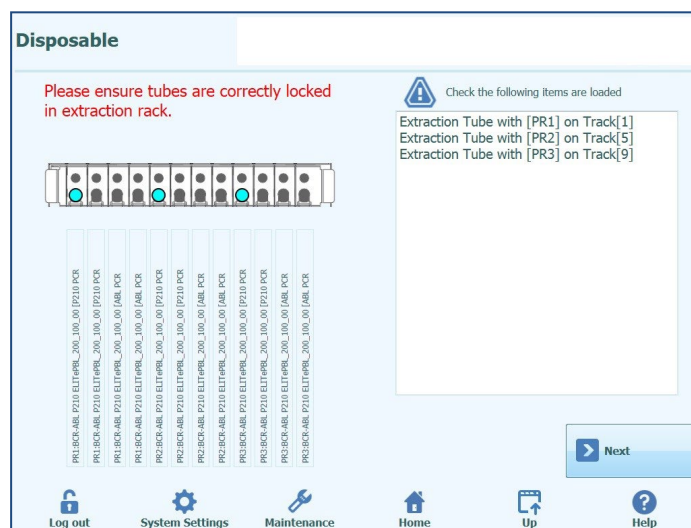 Disposable
Please ensure tubes are correctly locked
in extraction rack.
Check the following items are loaded
Extraction Tube with [PR1] on Track[1]
Extraction Tube with [PR2] on Track[5]
Extraction Tube with [PR3] on Track[9]
PR1:BCR-ABL P210 ELITePBL_200_100_00 [P210 PCR
PR1:BCR-ABL P210 ELITePBL_200_100_00 [P210 PCR
PR1:BCR-ABL P210 ELITePBL_200_100_00 [ABL PCR
PR1:BCR-ABL P210 ELITePBL_200_100_00 [ABL PCR
PR2:BCR-ABL P210 ELITePBL_200_100_00 [P210 PCR
PR2:BCR-ABL P210 ELITePBL_200_100_00 [P210 PCR
PR2:BCR-ABL P210 ELITePBL_200_100_00 [ABL PCR
PR2:BCR-ABL P210 ELITePBL_200_100_00 [ABL PCR
PR3:BCR-ABL P210 ELITePBL_200_100_00 [P210 PCR
PR3:BCR-ABL P210 ELITePBL_200_100_00 [P210 PCR
PR3:BCR-ABL P210 ELITePBL_200_100_00 [ABL PCR
PR3:BCR-ABL P210 ELITePBL_200_100_00 [ABL PCR
Next
Log out
System Settings
Maintenance
Home
Up
Help